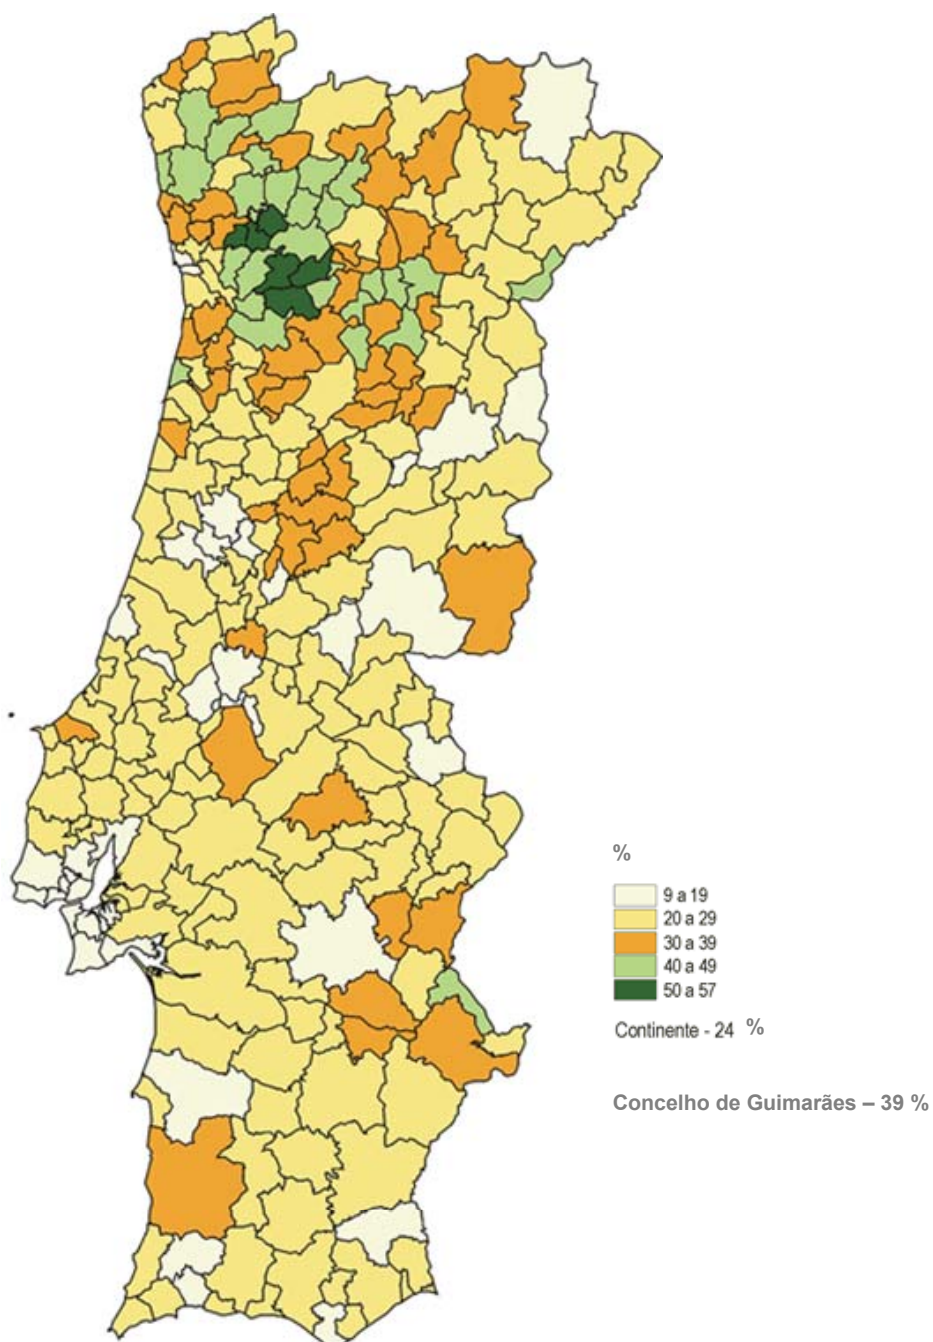 %
9 a 19
20 a 29
30 a 39
40 a 49
50 a 57
Continente - 24 %
Concelho de Guimarães – 39 %